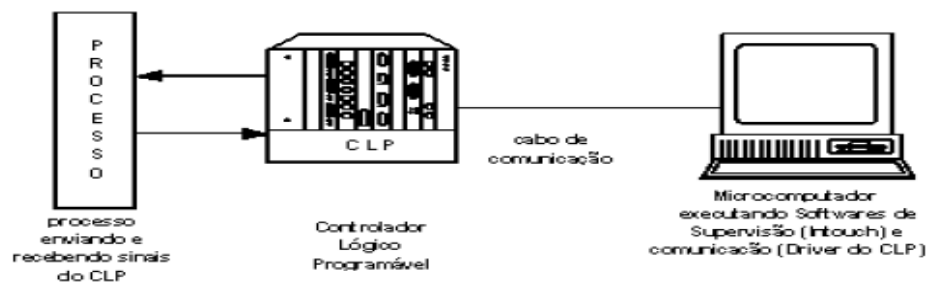 PROCESSO
processo
enviando e
recebendo sinais
do CLP
CLP
Controlador
Lógico
Programável
cabo de
comunicação
Microcomputador
executando Softwares de
Supervisão (Intouch) e
comunicação (Driver do CLP)